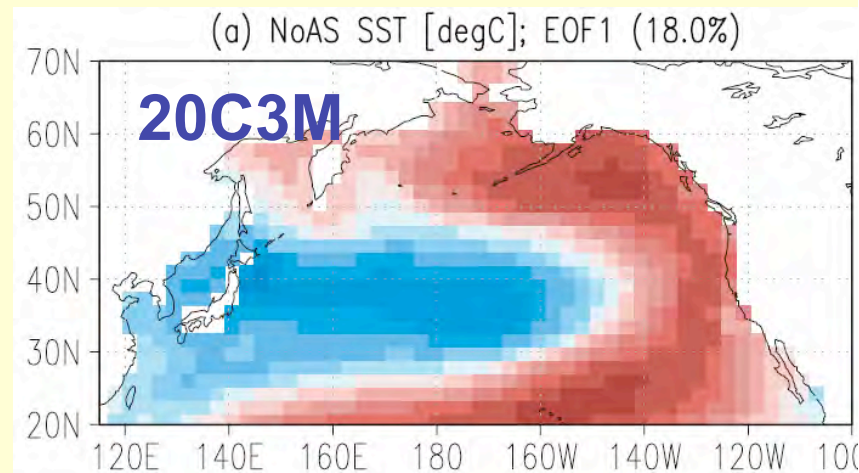 (a) NoAS SST [degC]; EOF1 (18.0%)
20C3M
70N
60N
50N
40N
30N
20N
120E 140E 160E 180 160W 140W 120W 100